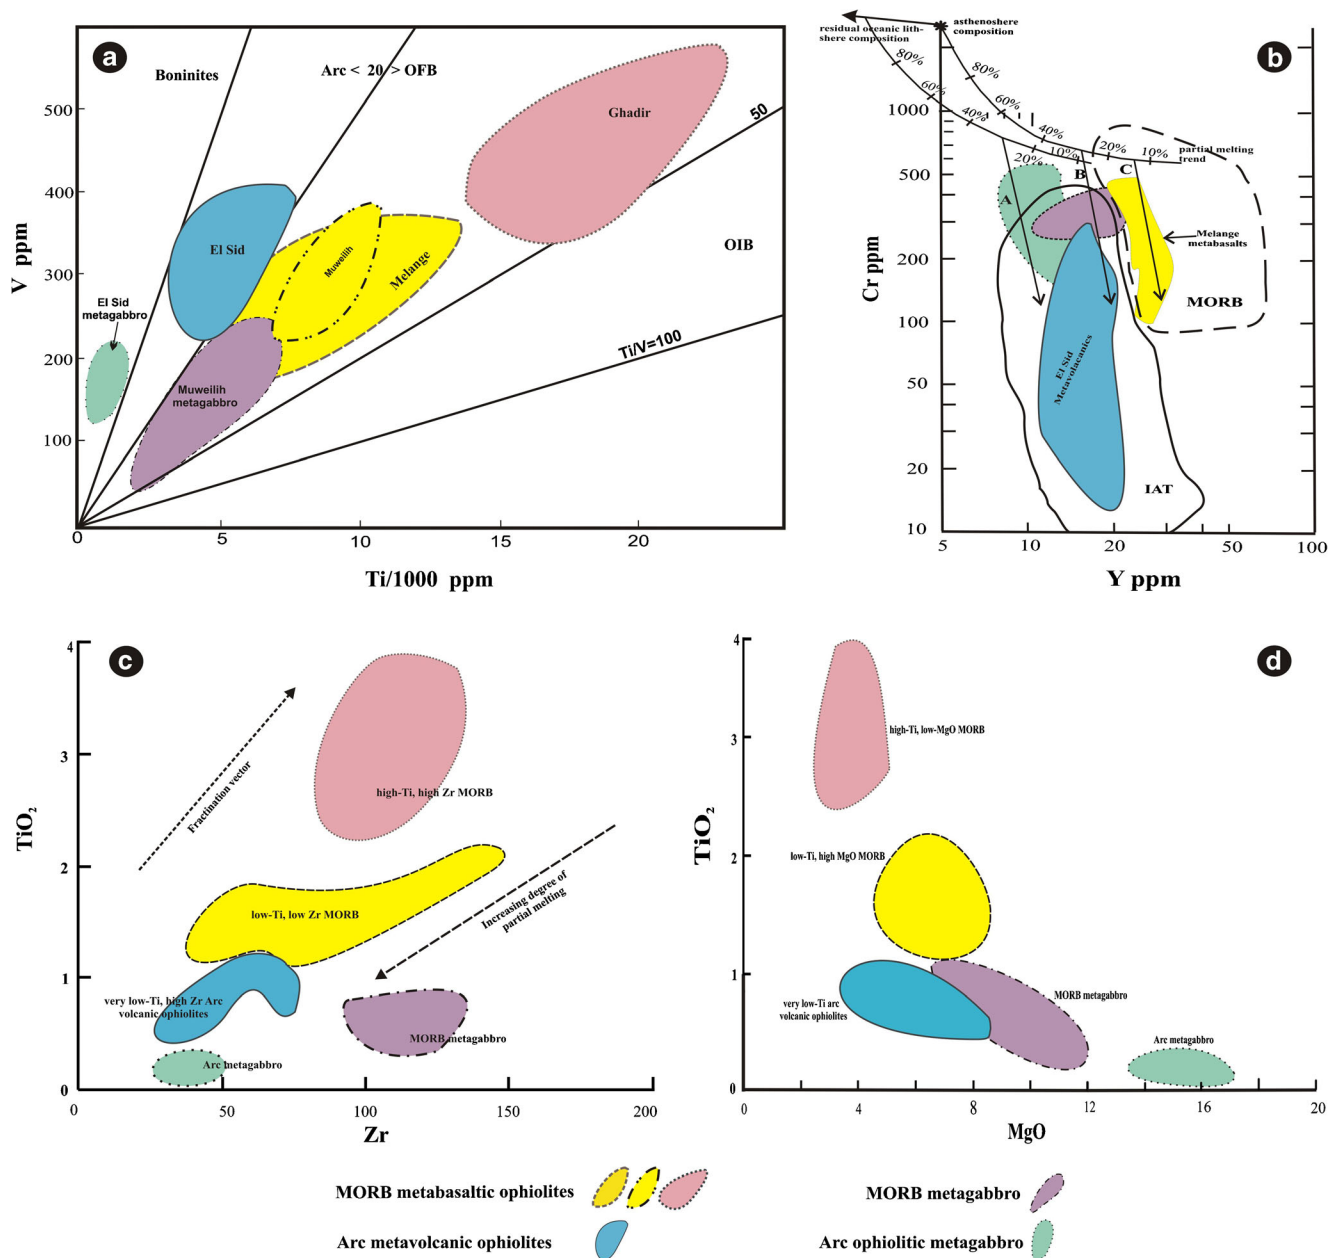 a
Boninites
Arc < 20 > OFB
Ghadir
50
500
400
300
200
100
0
V ppm
El Sid
Muweilih
Melange
OIB
El Sid
metagabbro
Muweilih
metagabbro
Ti/V=100
0
5
10
15
20
Ti/1000 ppm
b
asthenoshere
composition
residual oceanic lith-
shere composition
80%
60%
40%
20%
10%
80%
60%
40%
20%
10%
partial melting
trend
1000
500
200
100
50
20
10
Cr ppm
A
B
C
Melange
metabasalts
MORB
El Sid
Metavolacanics
IAT
5
10
20
50
100
Y ppm
c
4
3
2
1
0
TiO2
Fractination vector
high-Ti, high Zr MORB
low-Ti, low Zr MORB
Increasing degree of
partial melting
very low-Ti, high Zr Arc
volcanic ophiolites
MORB metagabbro
Arc metagabbro
0
50
100
150
200
Zr
d
4
3
2
1
0
TiO2
high-Ti, low-MgO MORB
low-Ti, high MgO MORB
very low-Ti arc
volcanic ophiolites
MORB metagabbro
Arc metagabbro
0
4
8
12
16
20
MgO
MORB metabasaltic ophiolites
MORB metagabbro
Arc metavolcanic ophiolites
Arc ophiolitic metagabbro